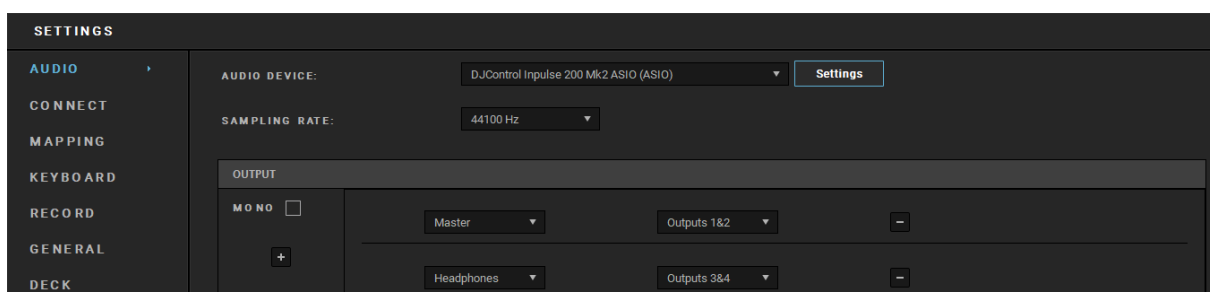 SETTINGS
AUDIO
CONNECT
MAPPING
KEYBOARD
RECORD
GENERAL
DECK
AUDIO DEVICE: DJControl Inpulse 200 Mk2 ASIO (ASIO) Settings
SAMPLING RATE: 44100 Hz
OUTPUT
MONO
+
Master Outputs 1&2 −
Headphones Outputs 3&4 −